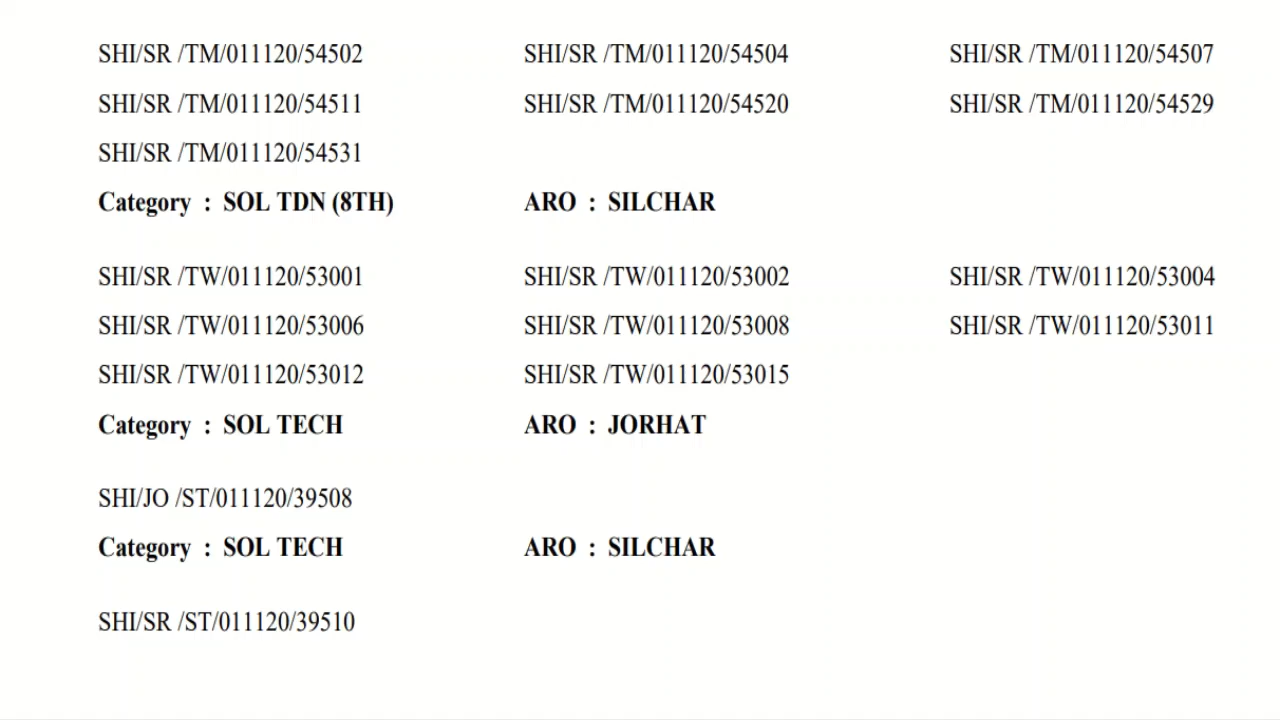 SHI/SR /TM/011120/54502 SHI/SR /TM/011120/54504 SHI/SR /TM/011120/54507
SHI/SR /TM/011120/54511 SHI/SR /TM/011120/54520 SHI/SR /TM/011120/54529
SHI/SR /TM/011120/54531
Category : SOL TDN (8TH) ARO : SILCHAR
SHI/SR /TW/011120/53001 SHI/SR /TW/011120/53002 SHI/SR /TW/011120/53004
SHI/SR /TW/011120/53006 SHI/SR /TW/011120/53008 SHI/SR /TW/011120/53011
SHI/SR /TW/011120/53012 SHI/SR /TW/011120/53015
Category : SOL TECH ARO : JORHAT
SHI/JO /ST/011120/39508
Category : SOL TECH ARO : SILCHAR
SHI/SR /ST/011120/39510